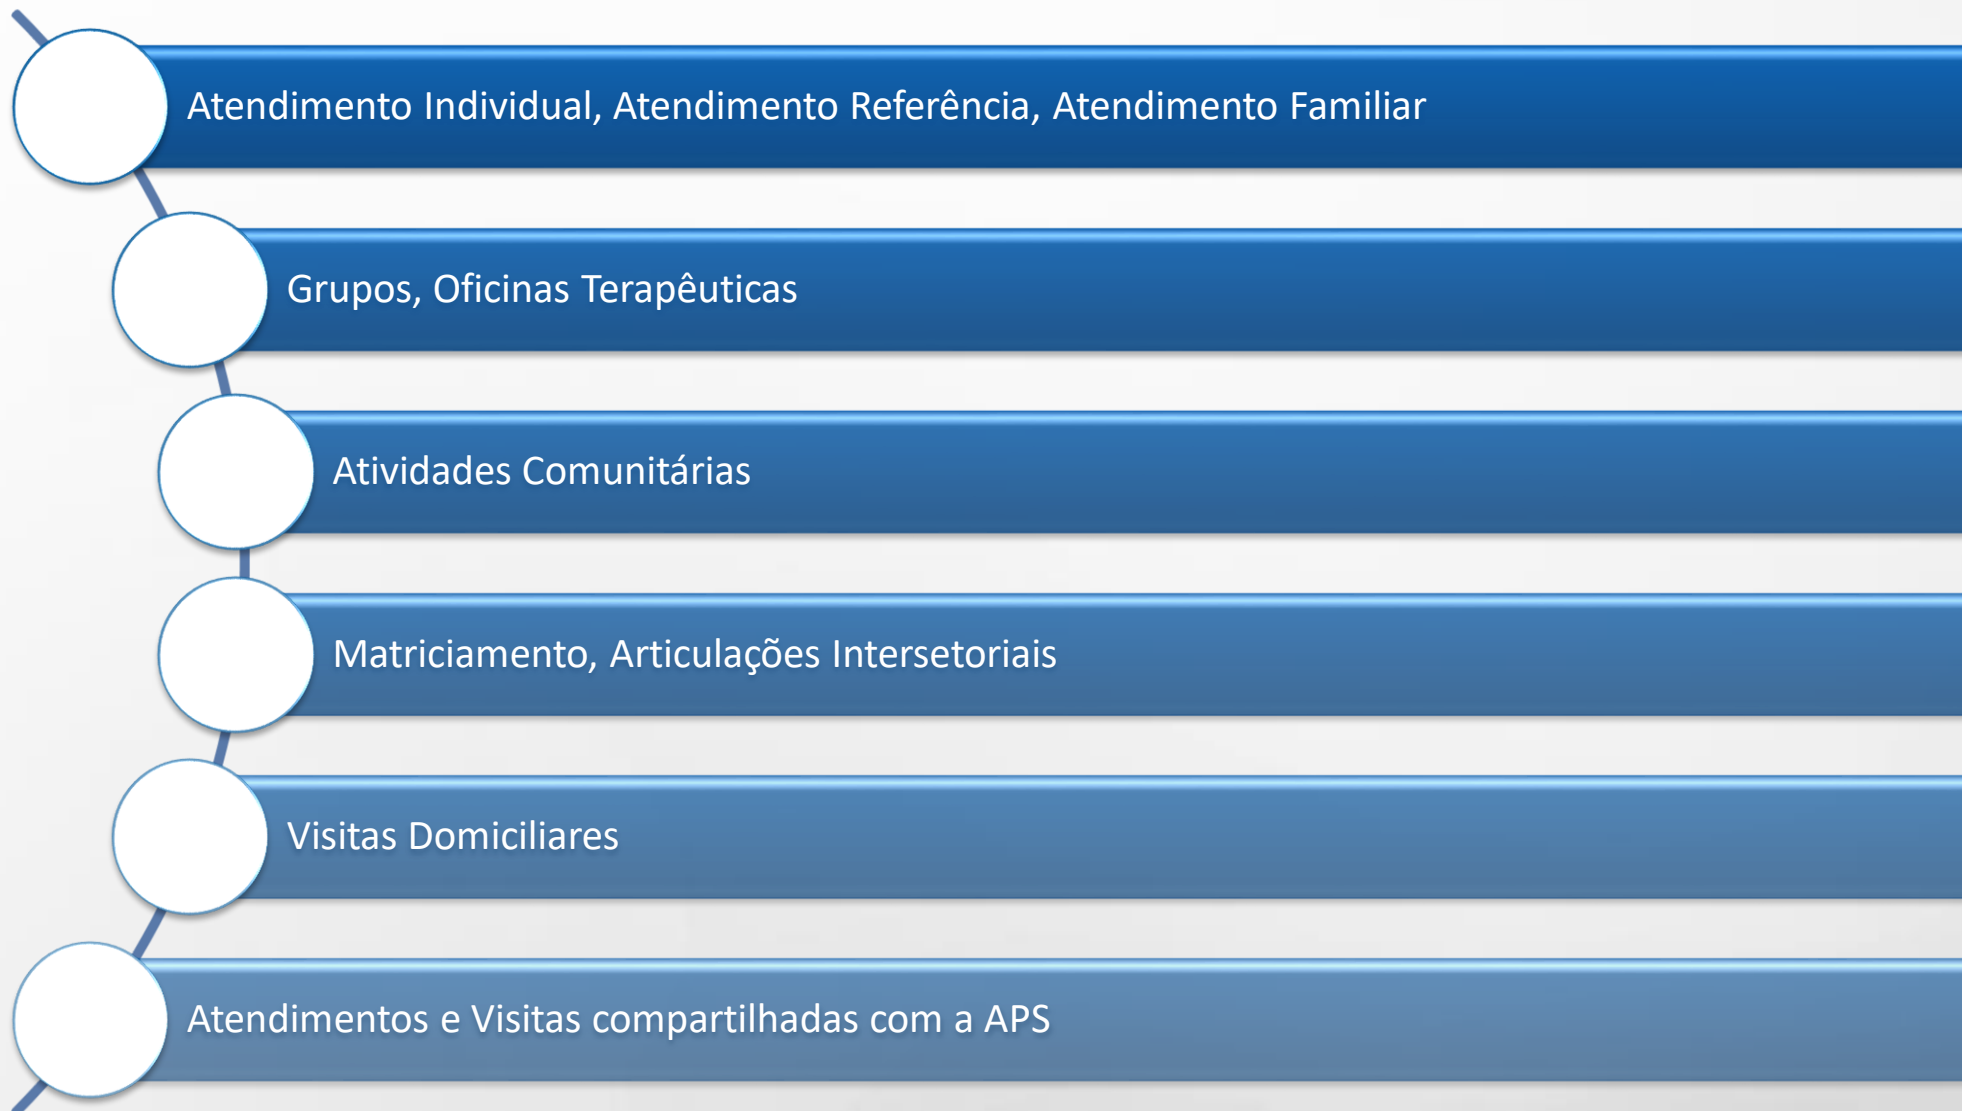 Atendimento Individual, Atendimento Referência, Atendimento Familiar
Grupos, Oficinas Terapêuticas
Atividades Comunitárias
Matriciamento, Articulações Intersetoriais
Visitas Domiciliares
Atendimentos e Visitas compartilhadas com a APS